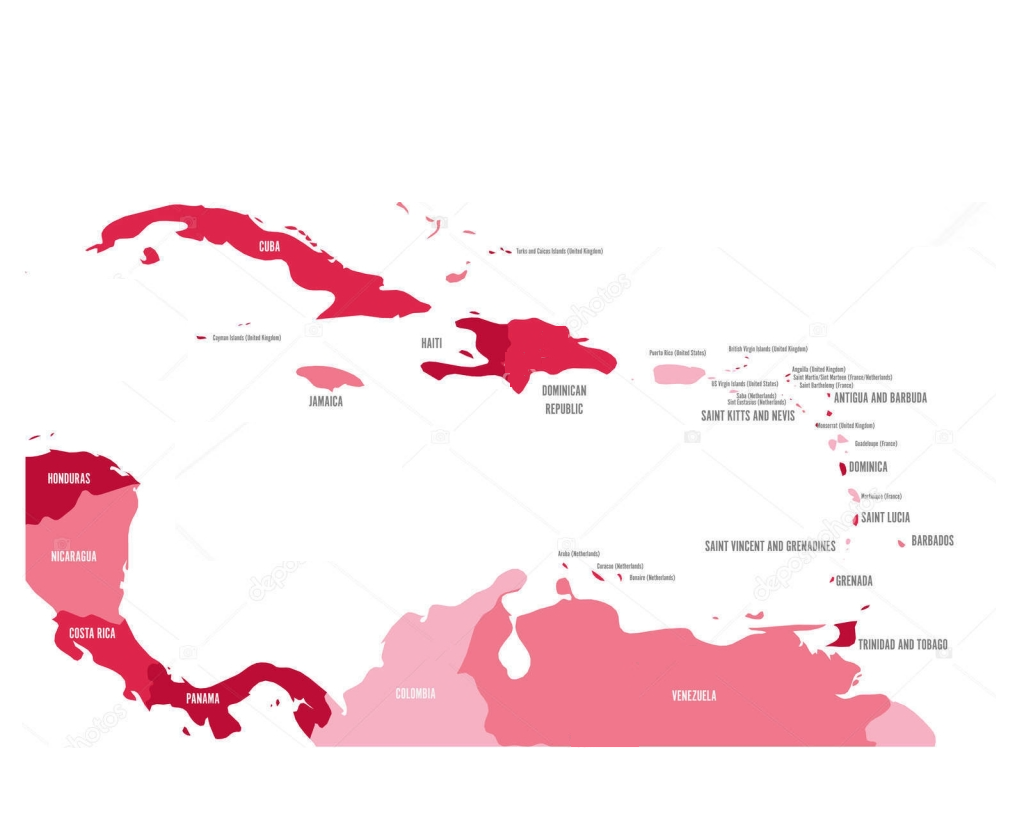 CUBA
Turks and Caicos Islands (United Kingdom)
Cayman Islands (United Kingdom)
HAITI
JAMAICA
DOMINICAN
REPUBLIC
Puerto Rico (United States)
British Virgin Islands (United Kingdom)
Anguilla (United Kingdom)
Saint Martin/Sint Martene (France/Netherlands)
US Virgin Islands (United States)
Saint Barthelemy (France)
Saba (Netherlands)
Sint Eustasius (Netherlands)
ANTIGUA AND BARBUDA
SAINT KITTS AND NEVIS
Monserrat (United Kingdom)
Guadeloupe (France)
DOMINICA
Martinique (France)
SAINT LUCIA
BARBADOS
SAINT VINCENT AND GRENADINES
Aruba (Netherlands)
Curacao (Netherlands)
Bonaire (Netherlands)
GRENADA
HONDURAS
NICARAGUA
COSTA RICA
PANAMA
COLOMBIA
VENEZUELA
TRINIDAD AND TOBAGO
depositphotos